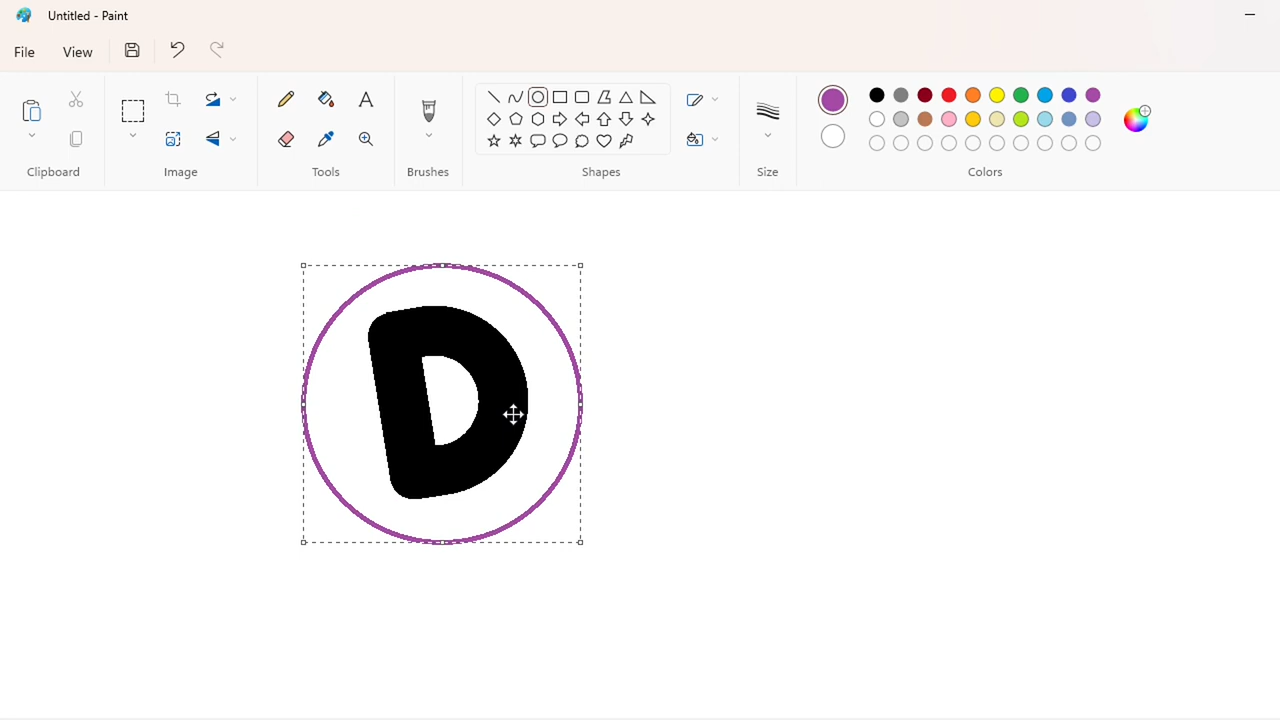 Untitled - Paint
File View
Clipboard Image Tools Brushes Shapes Size Colors
A
D